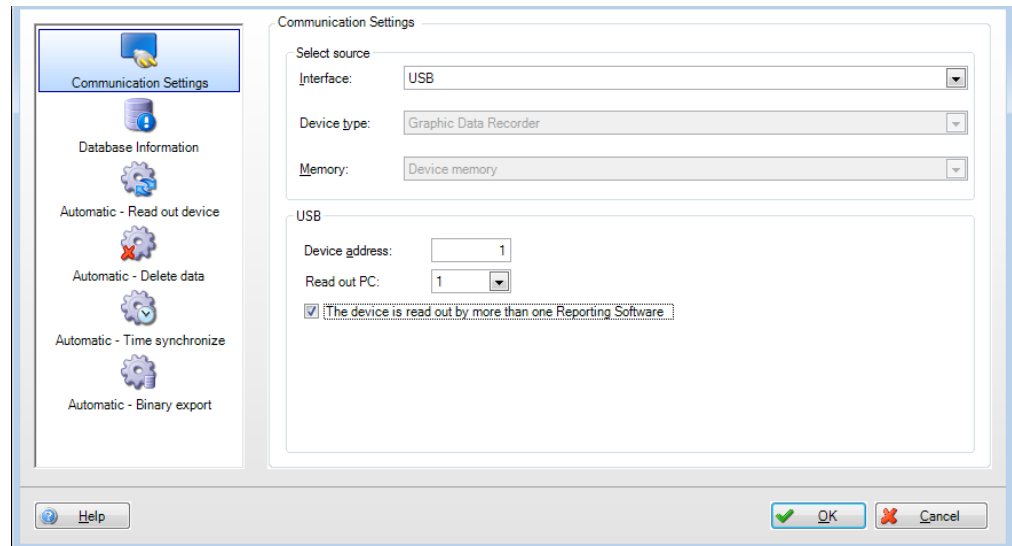 Communication Settings
Database Information
Automatic - Read out device
Automatic - Delete data
Automatic - Time synchronize
Automatic - Binary export
Communication Settings
Select source
Interface: USB
Device type: Graphic Data Recorder
Memory: Device memory
USB
Device address: 1
Read out PC: 1
The device is read out by more than one Reporting Software
Help
OK
Cancel